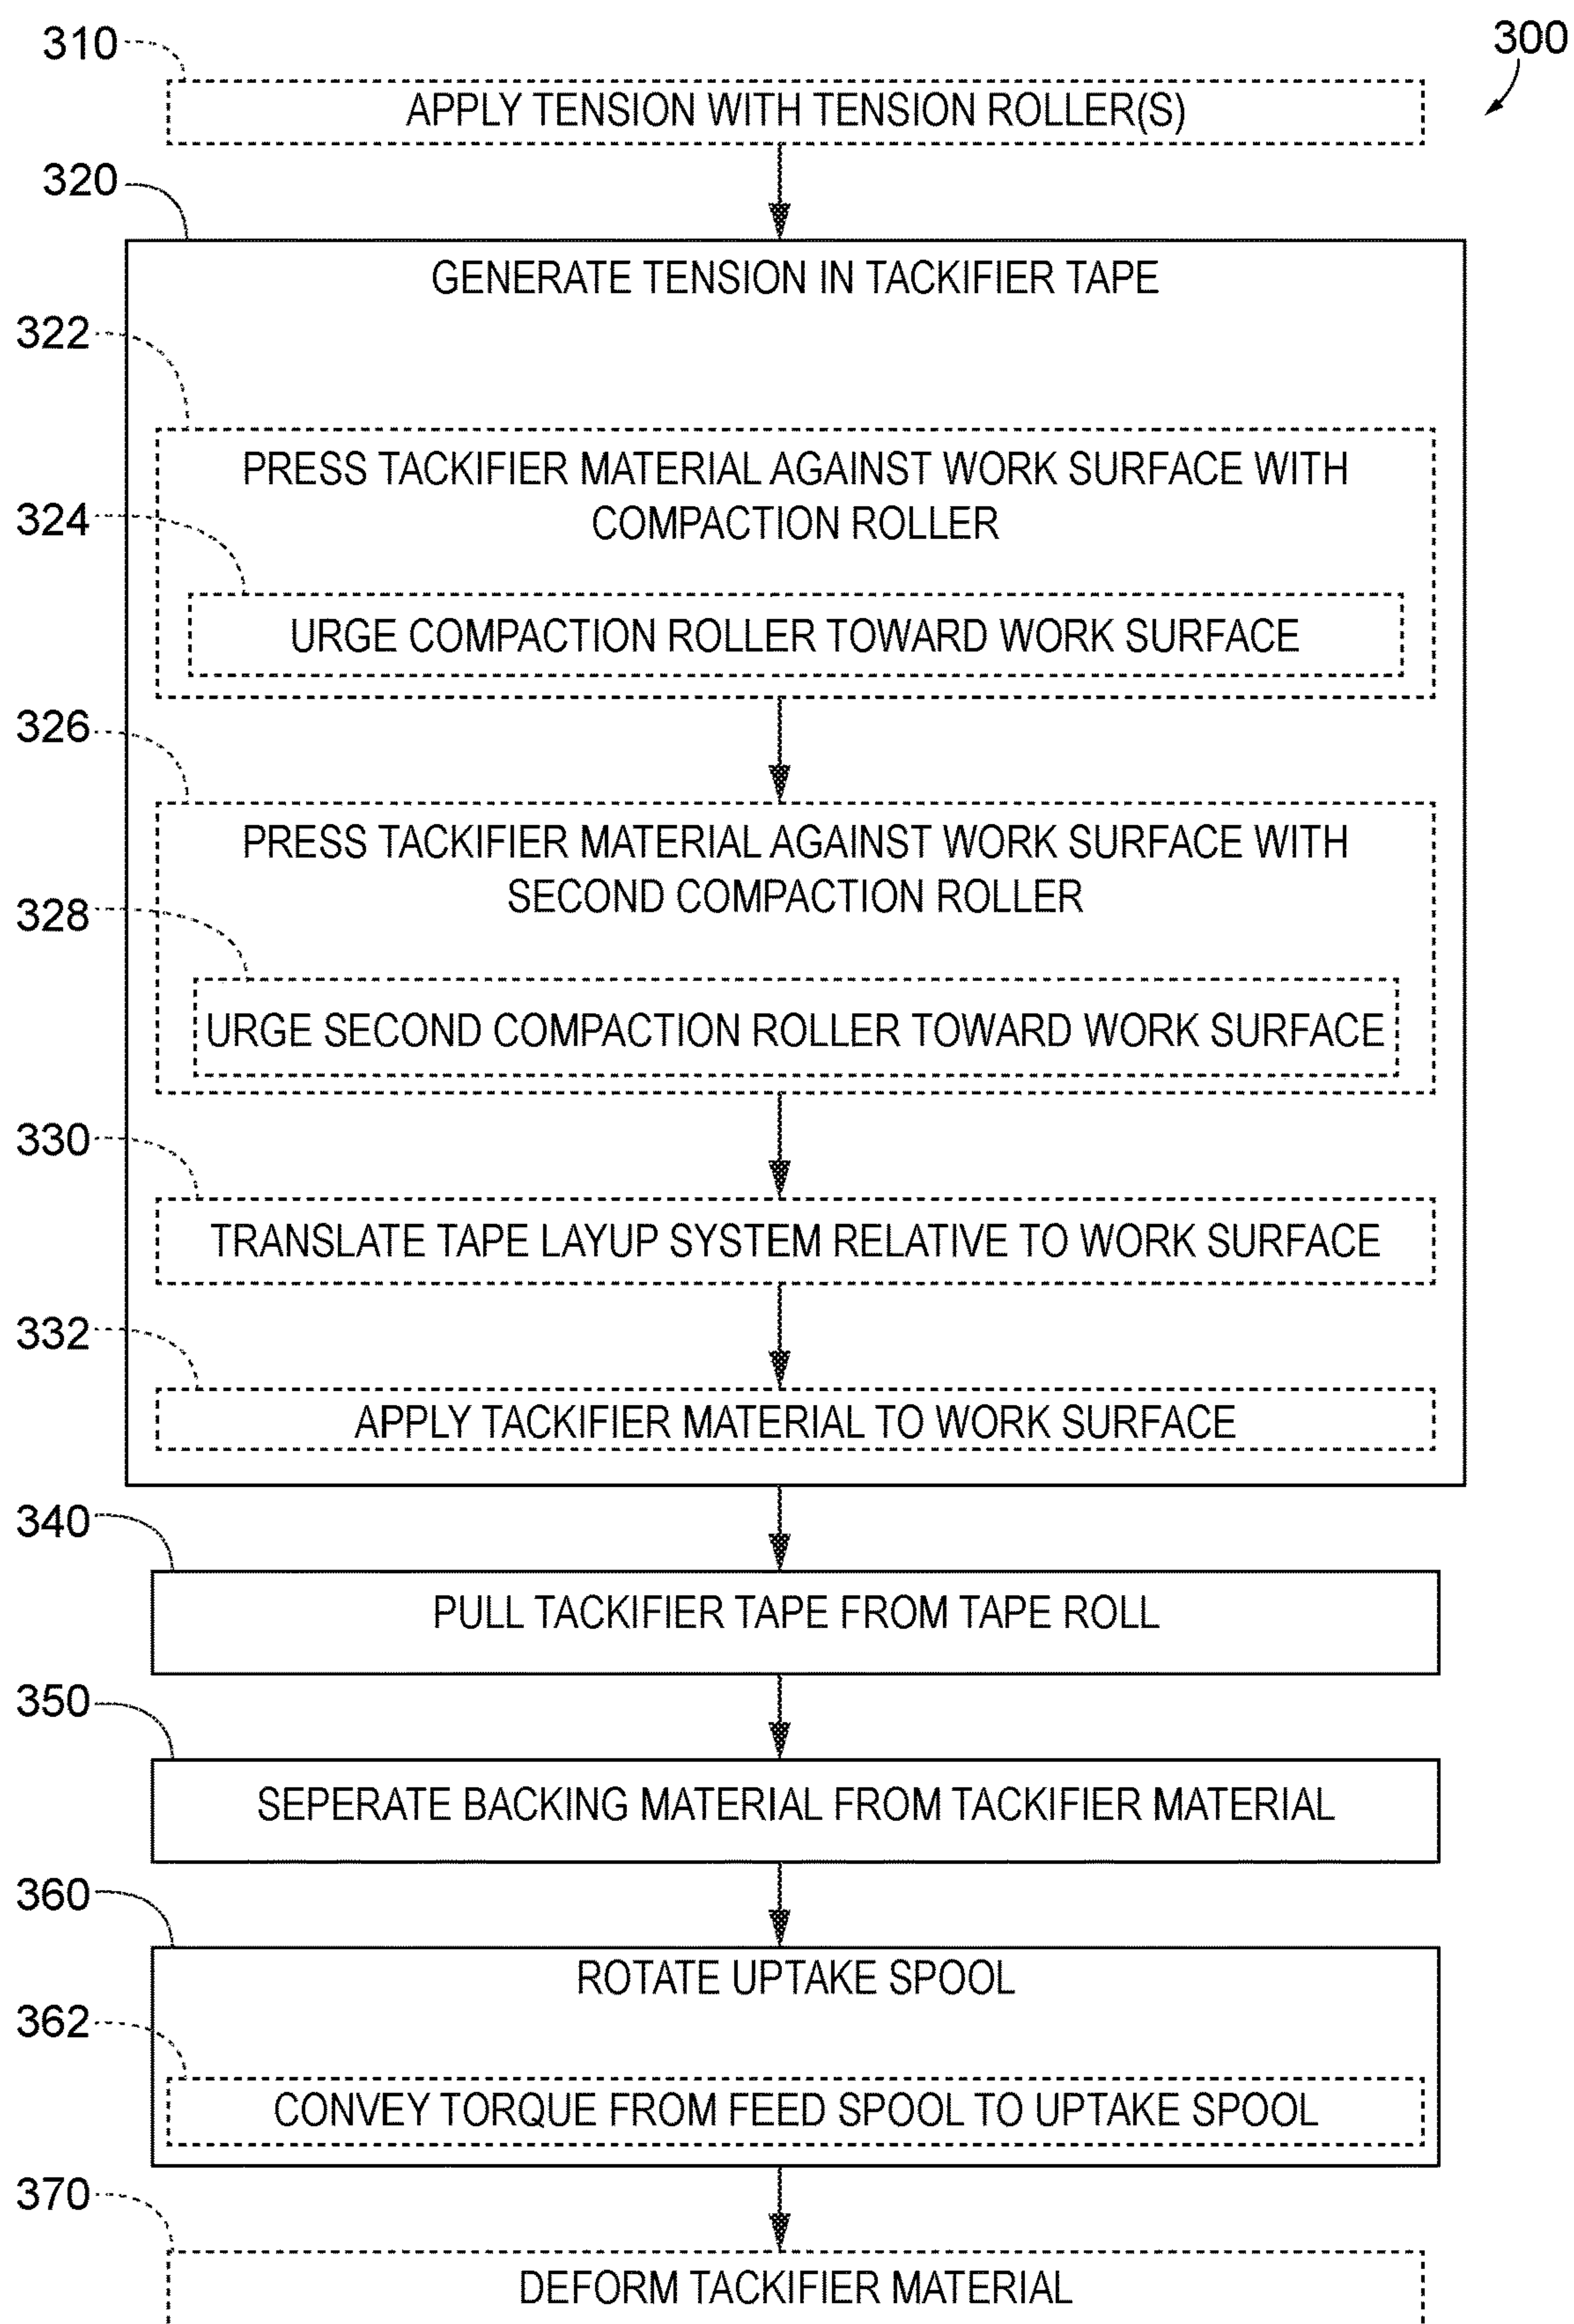 310
300
APPLY TENSION WITH TENSION ROLLER(S)
320
GENERATE TENSION IN TACKIFIER TAPE
322
PRESS TACKIFIER MATERIAL AGAINST WORK SURFACE WITH
COMPACTION ROLLER
324
URGE COMPACTION ROLLER TOWARD WORK SURFACE
326
PRESS TACKIFIER MATERIAL AGAINST WORK SURFACE WITH
SECOND COMPACTION ROLLER
328
URGE SECOND COMPACTION ROLLER TOWARD WORK SURFACE
330
TRANSLATE TAPE LAYUP SYSTEM RELATIVE TO WORK SURFACE
332
APPLY TACKIFIER MATERIAL TO WORK SURFACE
340
PULL TACKIFIER TAPE FROM TAPE ROLL
350
SEPERATE BACKING MATERIAL FROM TACKIFIER MATERIAL
360
ROTATE UPTAKE SPOOL
362
CONVEY TORQUE FROM FEED SPOOL TO UPTAKE SPOOL
370
DEFORM TACKIFIER MATERIAL